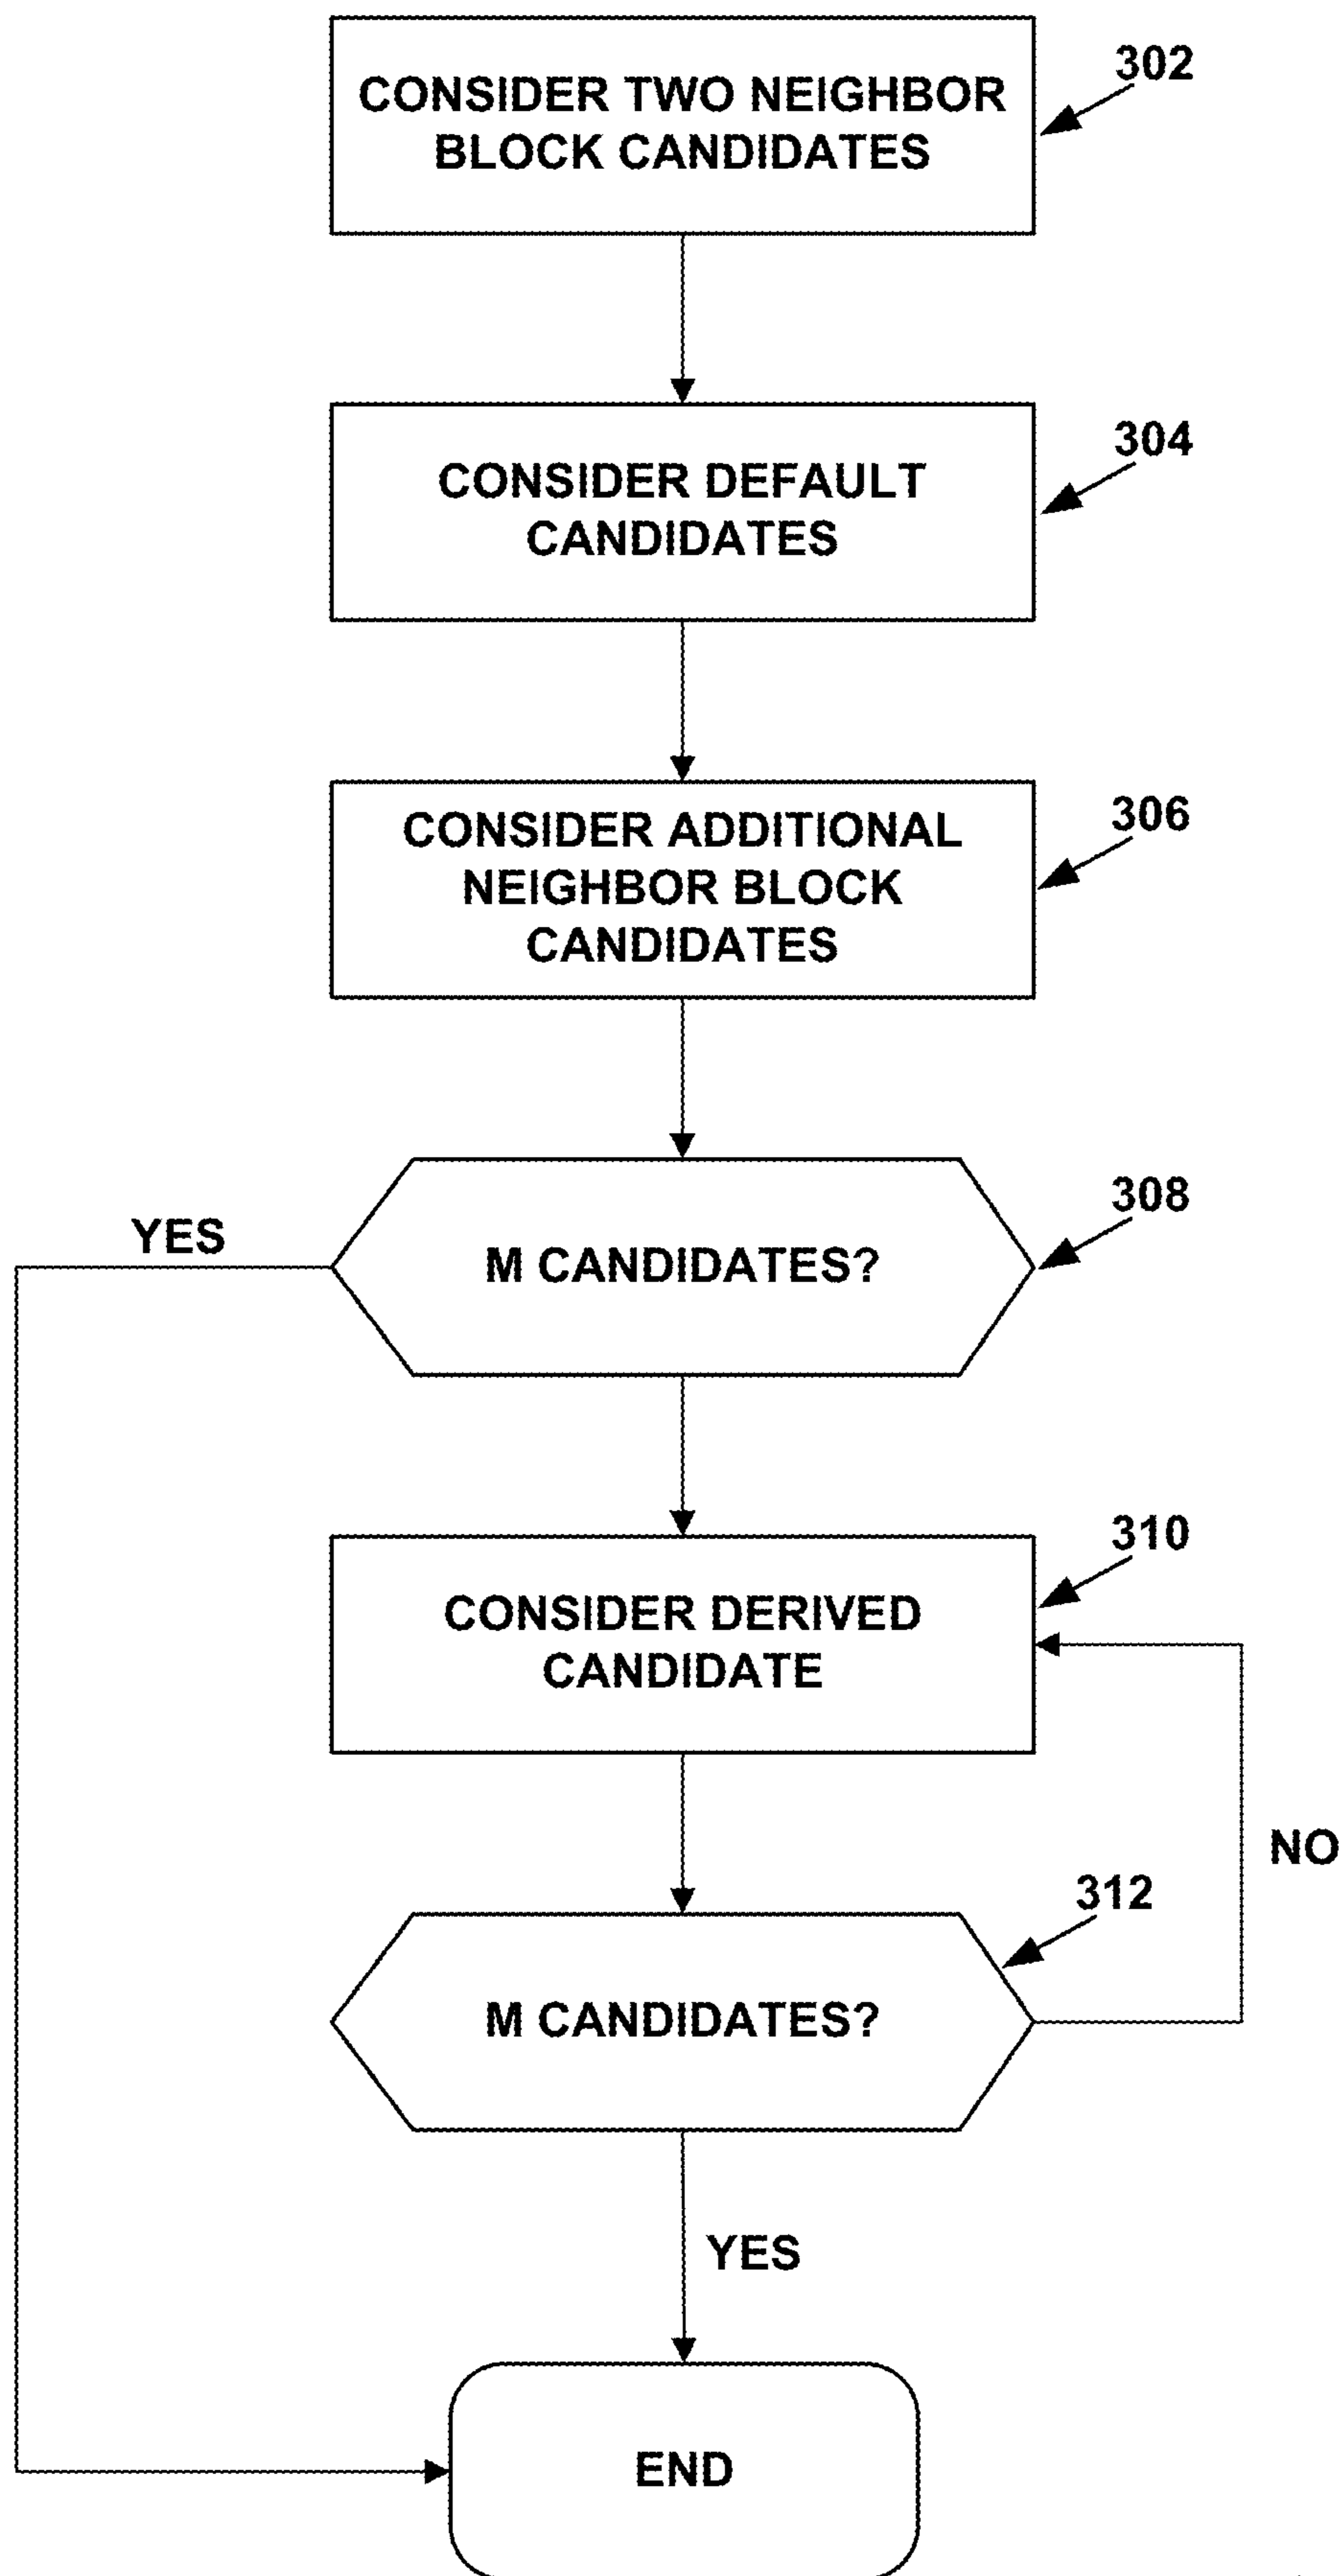 CONSIDER TWO NEIGHBOR
BLOCK CANDIDATES
302
CONSIDER DEFAULT
CANDIDATES
304
CONSIDER ADDITIONAL
NEIGHBOR BLOCK
CANDIDATES
306
YES
M CANDIDATES?
308
CONSIDER DERIVED
CANDIDATE
310
NO
M CANDIDATES?
312
YES
END